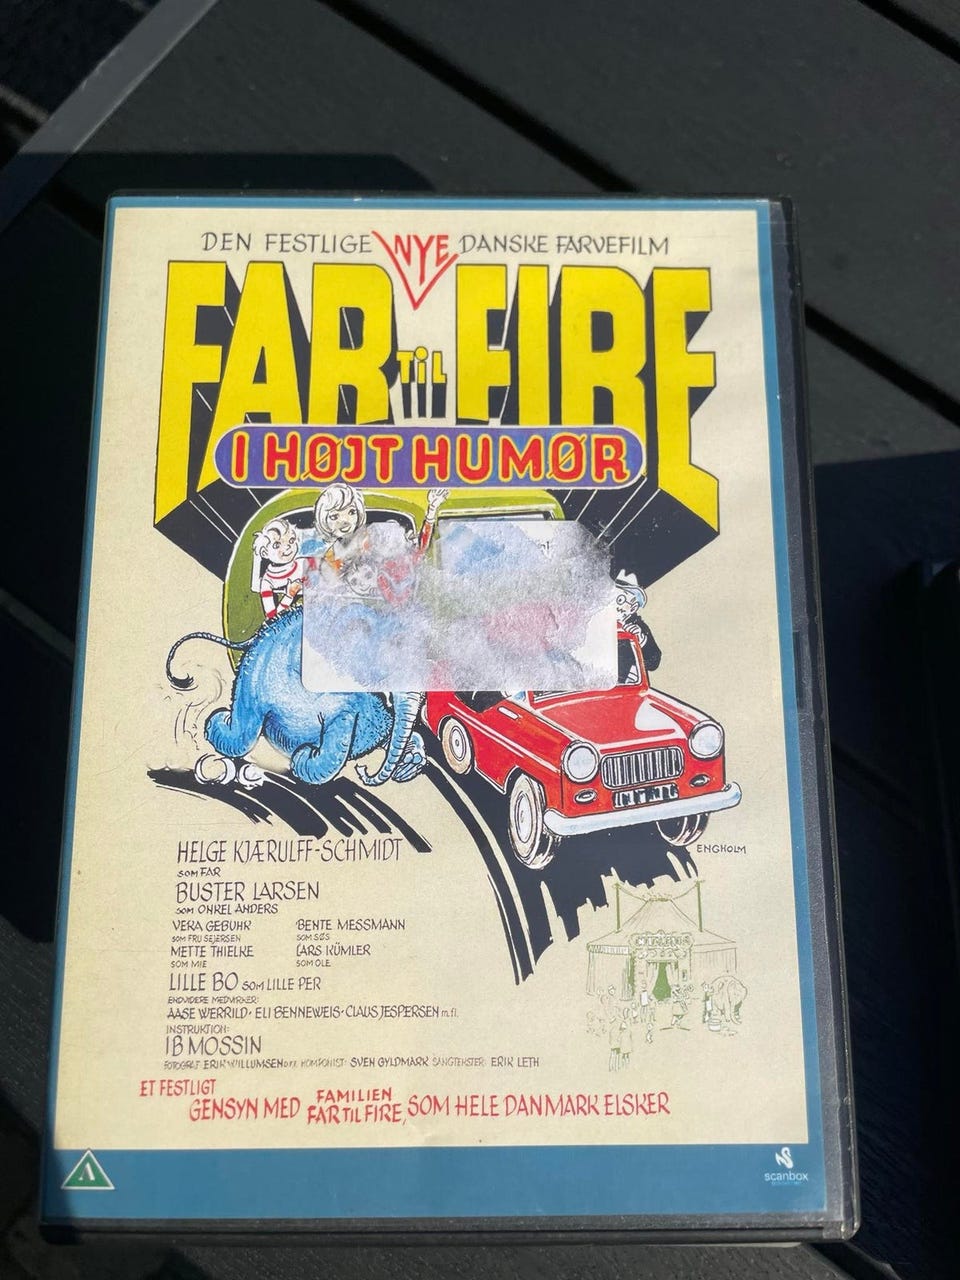 DEN FESTLIGE NYE DANSKE FARVEFILM
FAR TiL FIRE
I HØJT HUMØR
ENGHOLM
HELGE KJÆRULFF-SCHMIDT
SOM FAR
BUSTER LARSEN
SOM ONKEL ANDERS
VERA GEBUHR
SOM FRU SEJERSEN
BENTE MESSMANN
SOM SØS
METTE THIELKE
SOM MIE
LARS KÜMLER
SOM OLE
LILLE BO SOM LILLE PER
ENDVIDERE MEDVIRKER:
AASE WERRILD · ELI BENNEWEIS · CLAUS JESPERSEN m.fl.
INSTRUKTION:
IB MOSSIN
FOTOGRAF ERIK WILLUMSEN D.F.F. KOMPONIST: SVEN GYLDMARK SANGTEKSTER: ERIK LETH
ET FESTLIGT
GENSYN MED FAMILIEN
FAR TIL FIRE, SOM HELE DANMARK ELSKER
A
scanbox